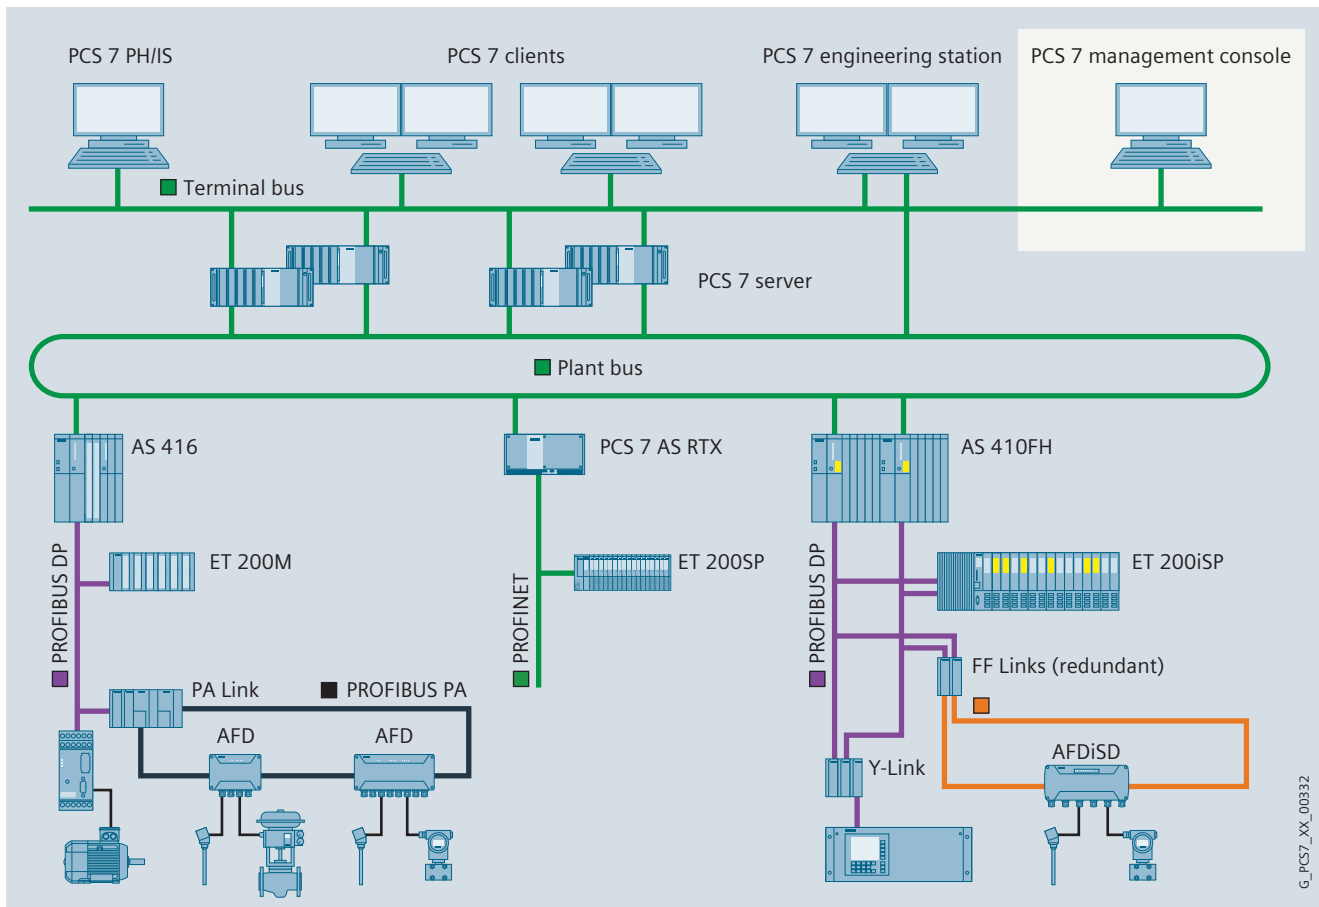 PCS 7 PH/IS
PCS 7 clients
PCS 7 engineering station
PCS 7 management console
Terminal bus
PCS 7 server
Plant bus
AS 416
PCS 7 AS RTX
AS 410FH
PROFIBUS DP
ET 200M
PROFINET
ET 200SP
PROFIBUS DP
ET 200iSP
FF Links (redundant)
PA Link
PROFIBUS PA
AFD
AFD
Y-Link
AFDiSD
G_PCS7_XX_00332